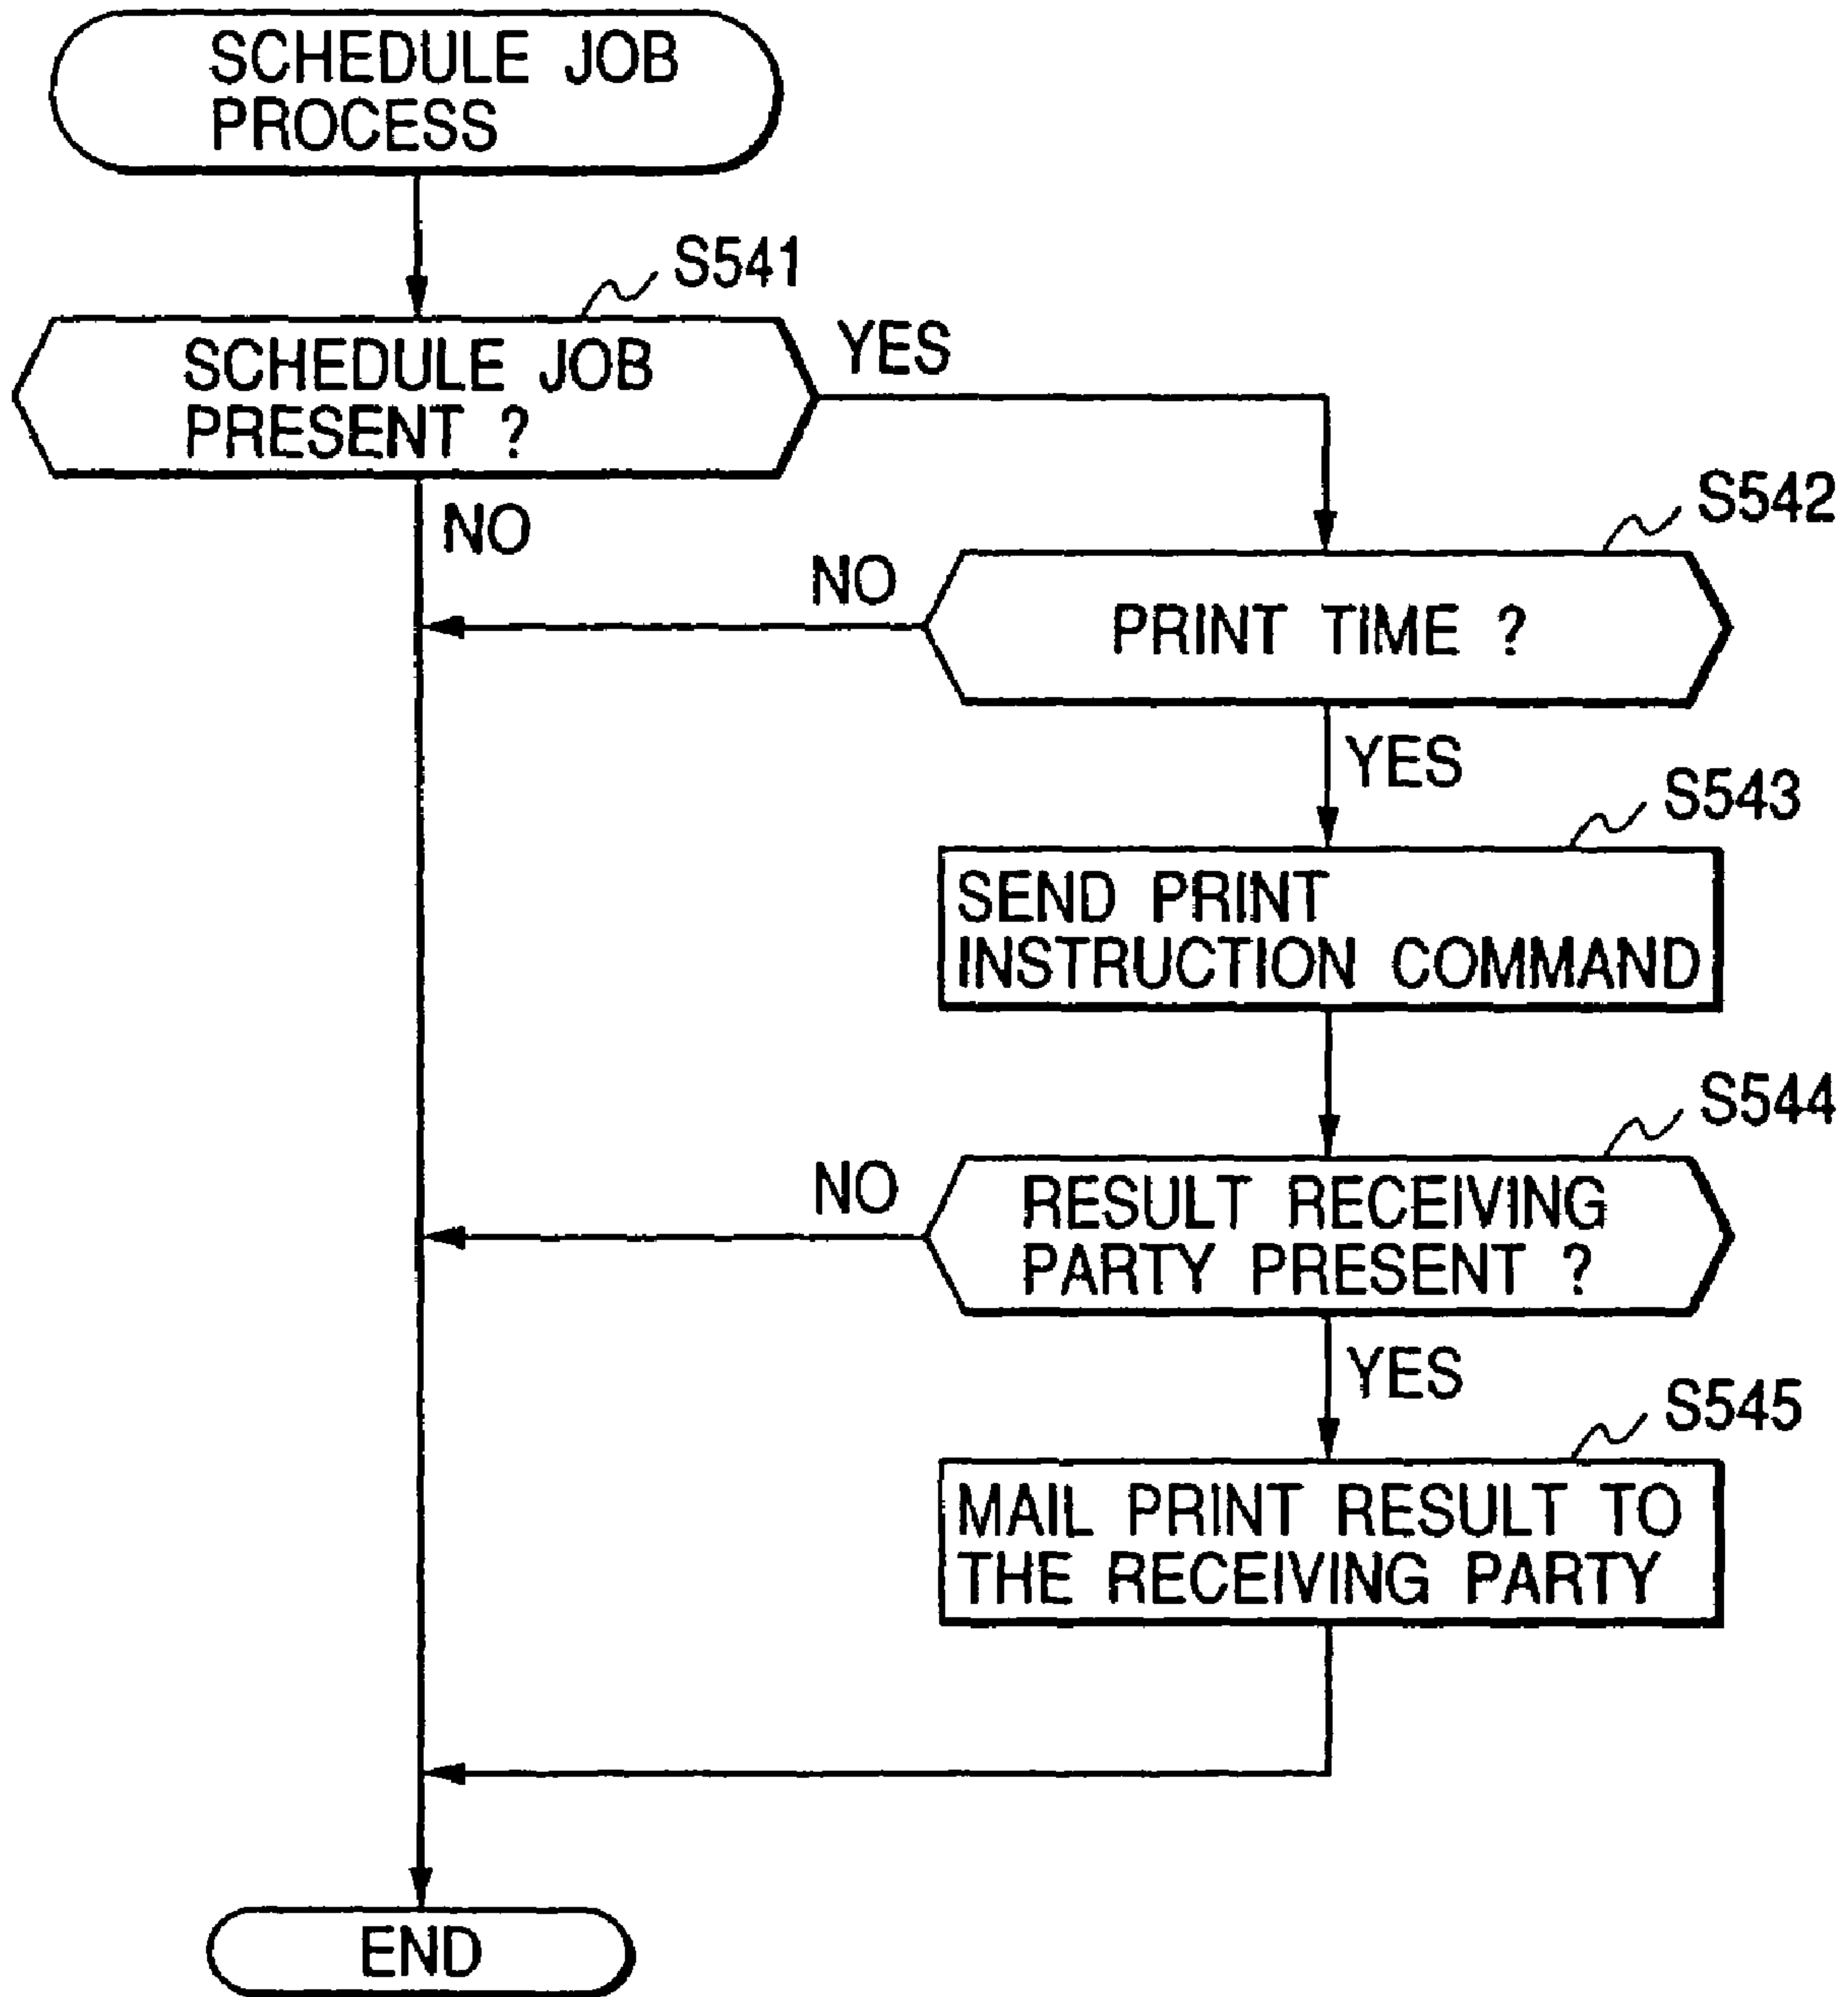 SCHEDULE JOB
PROCESS
S541
SCHEDULE JOB
PRESENT ?
YES
NO
S542
NO
PRINT TIME ?
YES
S543
SEND PRINT
INSTRUCTION COMMAND
S544
NO
RESULT RECEIVING
PARTY PRESENT ?
YES
S545
MAIL PRINT RESULT TO
THE RECEIVING PARTY
END